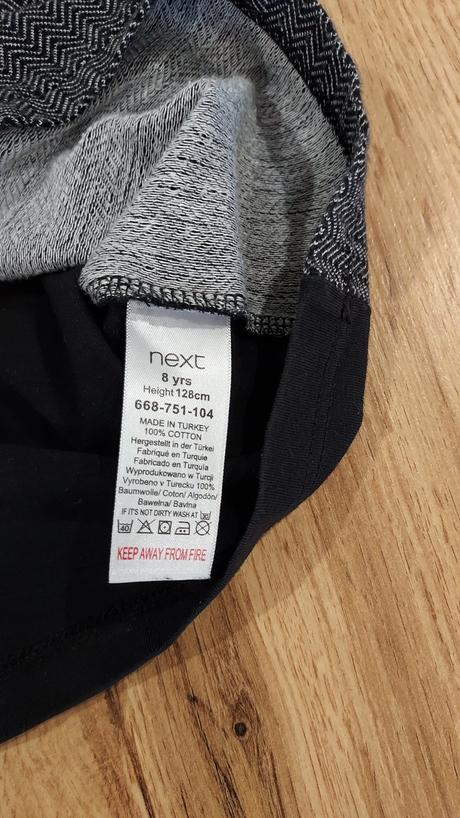 next
8 yrs
Height 128cm
668-751-104
MADE IN TURKEY
100% COTTON
Hergestellt in der Türkei
Fabriqué en Turquie
Fabricado en Turquía
Wyprodukowano w Turcji
Vyrobeno v Turecku 100%
Baumwolle/ Coton/ Algodón/
Bawełna/ Bavlna
IF IT'S NOT DIRTY WASH AT 30
40
KEEP AWAY FROM FIRE